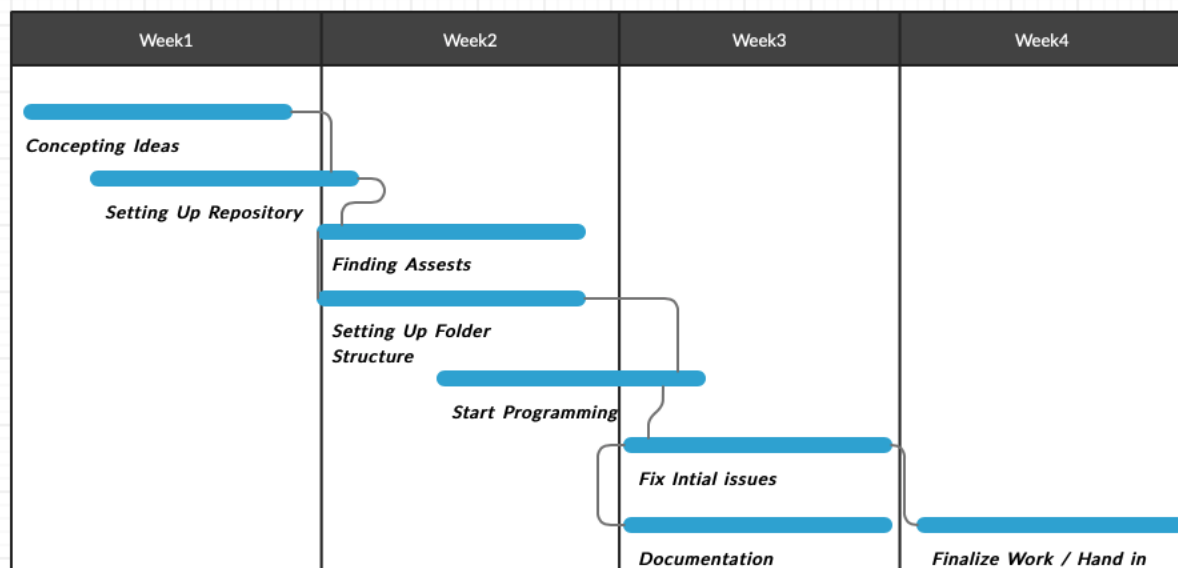 Week1
Week2
Week3
Week4
Concepting Ideas
Setting Up Repository
Finding Assests
Setting Up Folder
Structure
Start Programming
Fix Intial issues
Documentation
Finalize Work / Hand in